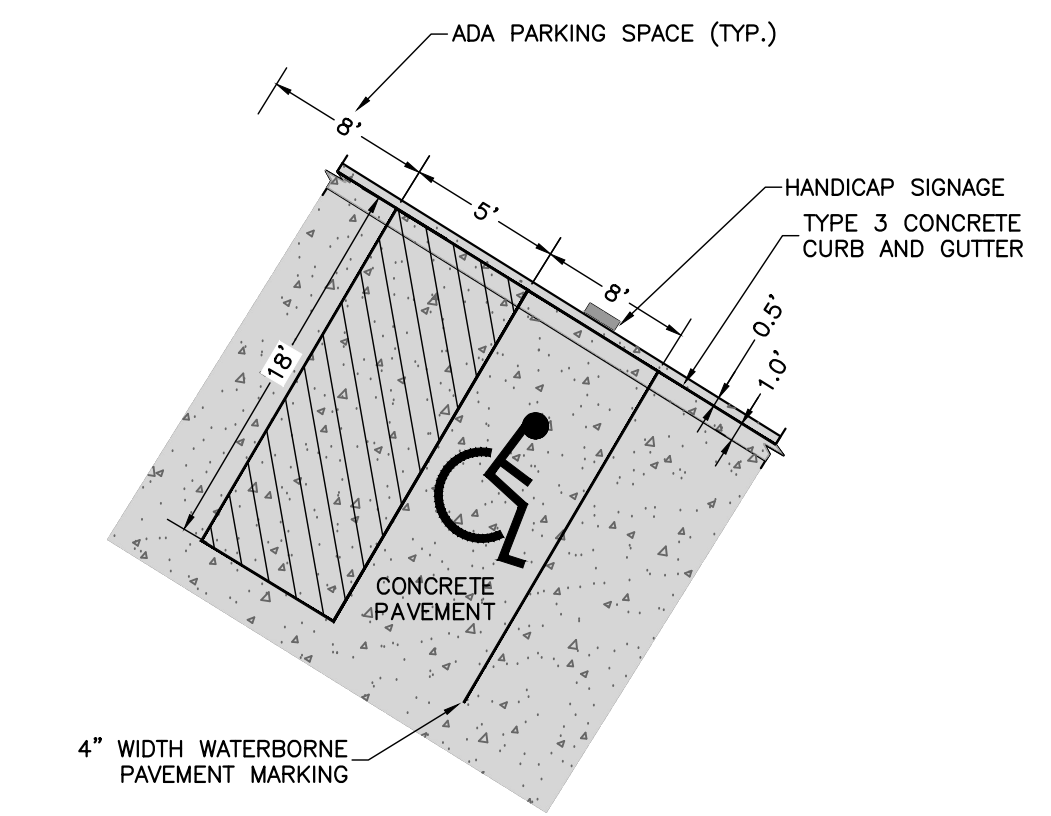 ADA PARKING SPACE (TYP.)
8'
5'
8'
HANDICAP SIGNAGE
TYPE 3 CONCRETE
CURB AND GUTTER
0.5'
1.0'
18'
CONCRETE
PAVEMENT
4" WIDTH WATERBORNE
PAVEMENT MARKING